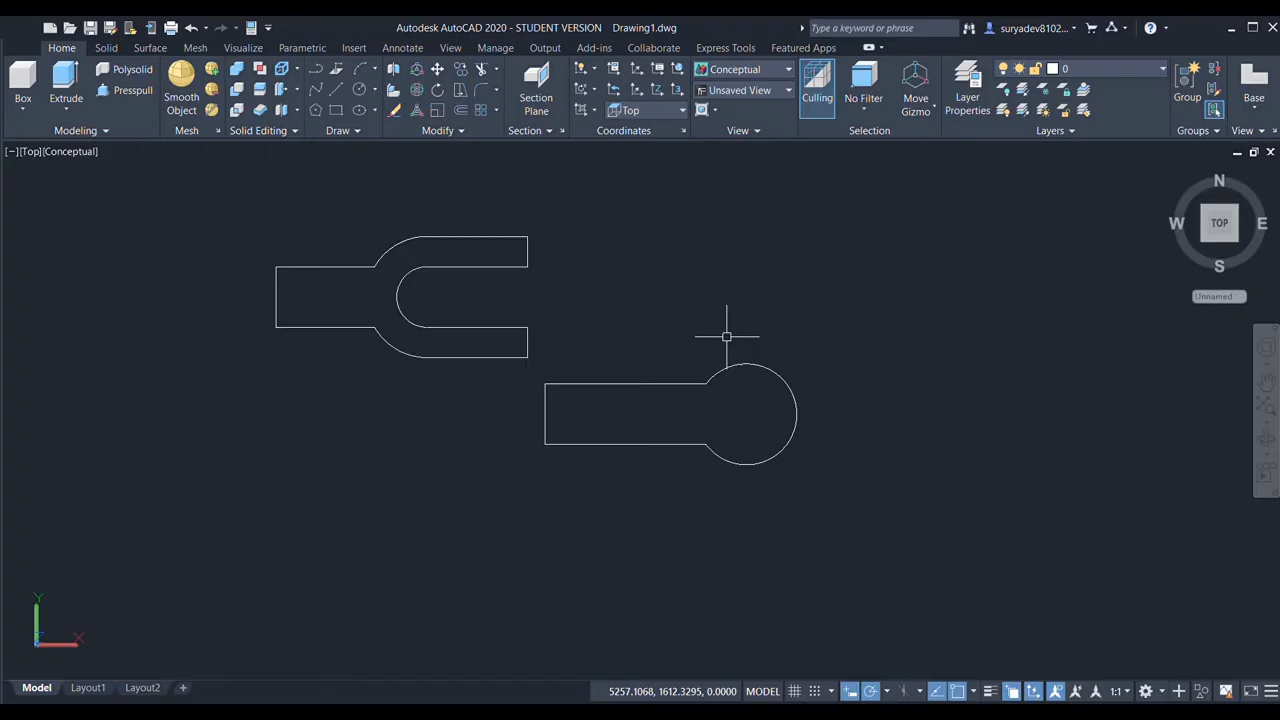 Autodesk AutoCAD 2020 - STUDENT VERSION Drawing1.dwg
Type a keyword or phrase
suryadev8102...
Home Solid Surface Mesh Visualize Parametric Insert Annotate View Manage Output Add-ins Collaborate Express Tools Featured Apps
Box
Extrude
Polysolid
Presspull
Smooth
Object
Section
Plane
Top
Conceptual
Unsaved View
Culling
No Filter
Move
Gizmo
Layer
Properties
0
Group
Base
Modeling Mesh Solid Editing Draw Modify Section Coordinates View Selection Layers Groups View
[−][Top][Conceptual]
N
W TOP E
S
Unnamed
Y
X
Model Layout1 Layout2 +
5257.1068, 1612.3295, 0.0000 MODEL 1:1